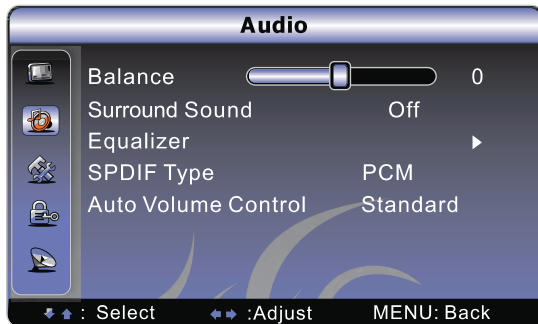 Audio
Balance 0
Surround Sound Off
Equalizer
SPDIF Type PCM
Auto Volume Control Standard
: Select :Adjust MENU: Back